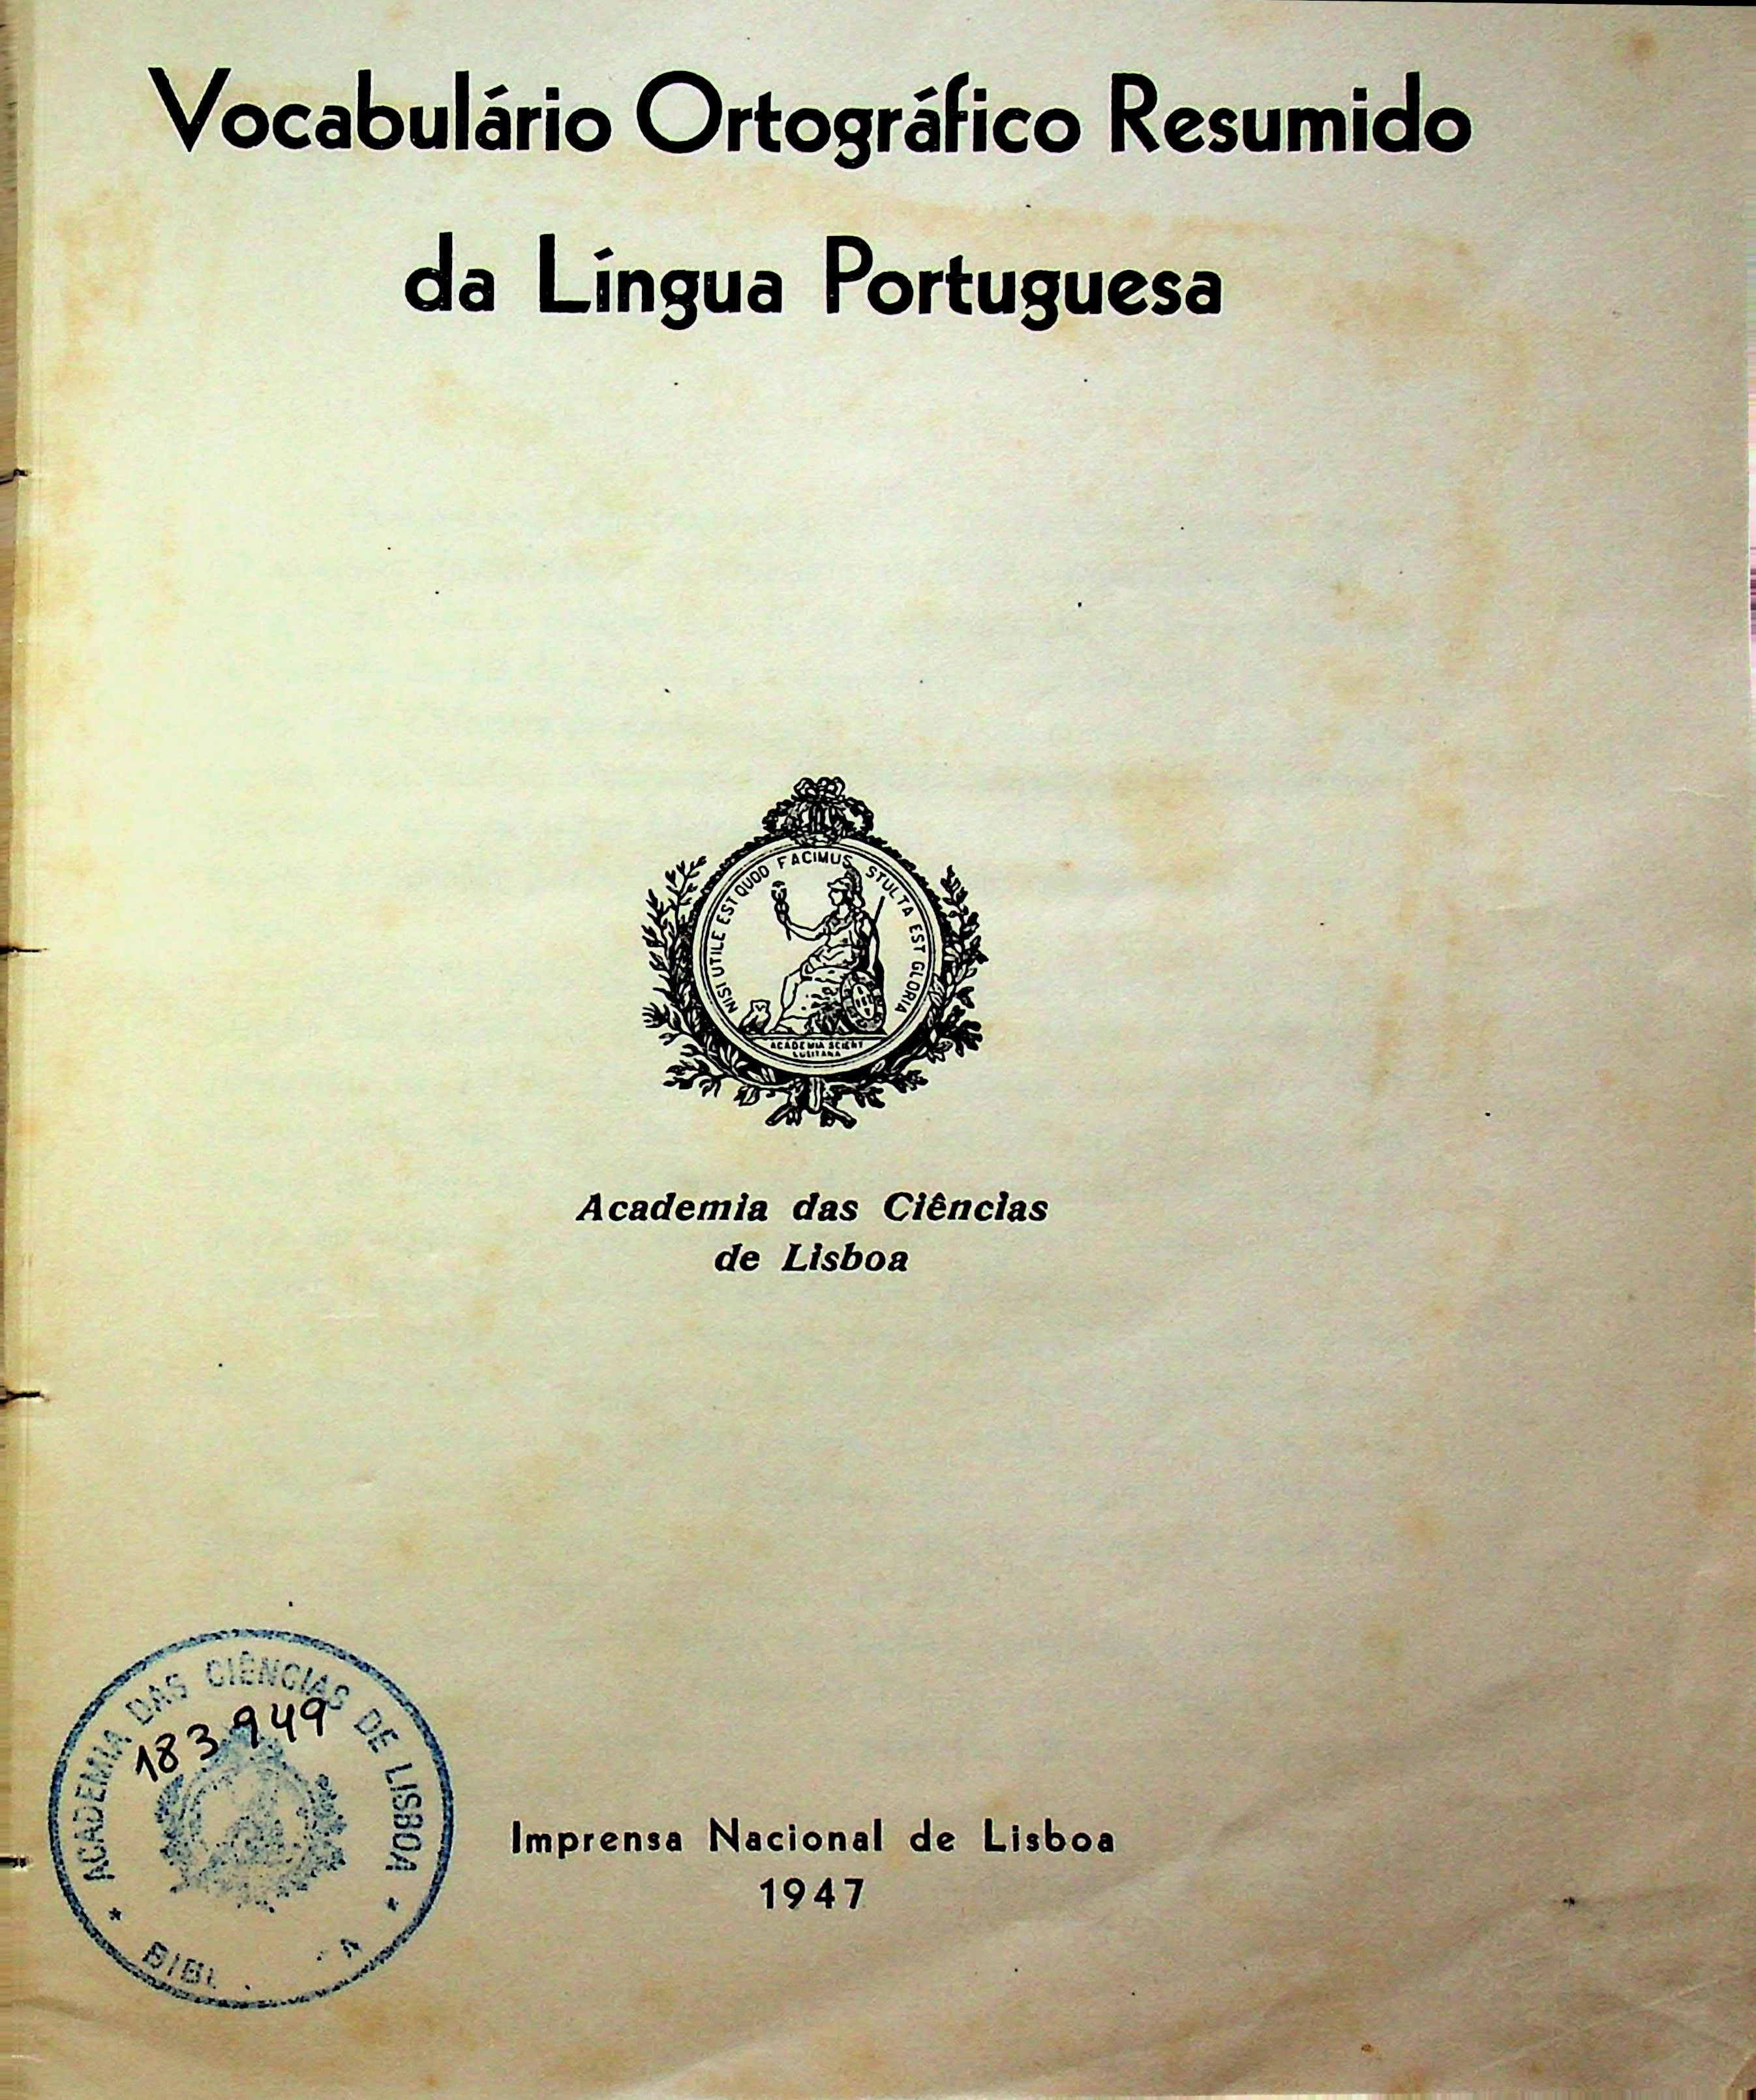 Vocabulário Ortográfico Resumido
da Língua Portuguesa
NISI UTILE EST QUOD FACIMUS STULTA EST GLORIA
ACADEMIA SCIENT
LUSITANA
Academia das Ciências
de Lisboa
ACADEMIA DAS CIÊNCIAS DE LISBOA
183949
Imprensa Nacional de Lisboa
1947